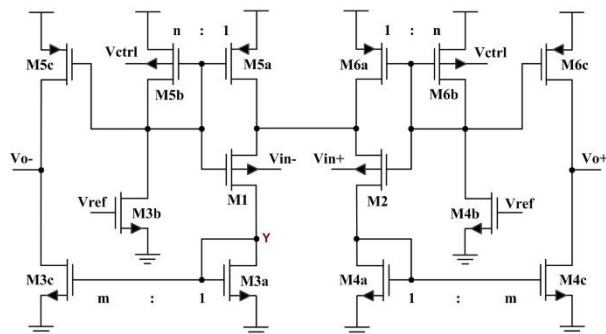 n : 1 1 : n
Vctrl Vctrl
M5c M5a M6a M6c
M5b M6b
Vo- Vin- Vin+ Vo+
M1 M2
Vref M3b M4b Vref
Y
M3c M3a M4a M4c
m : 1 1 : m